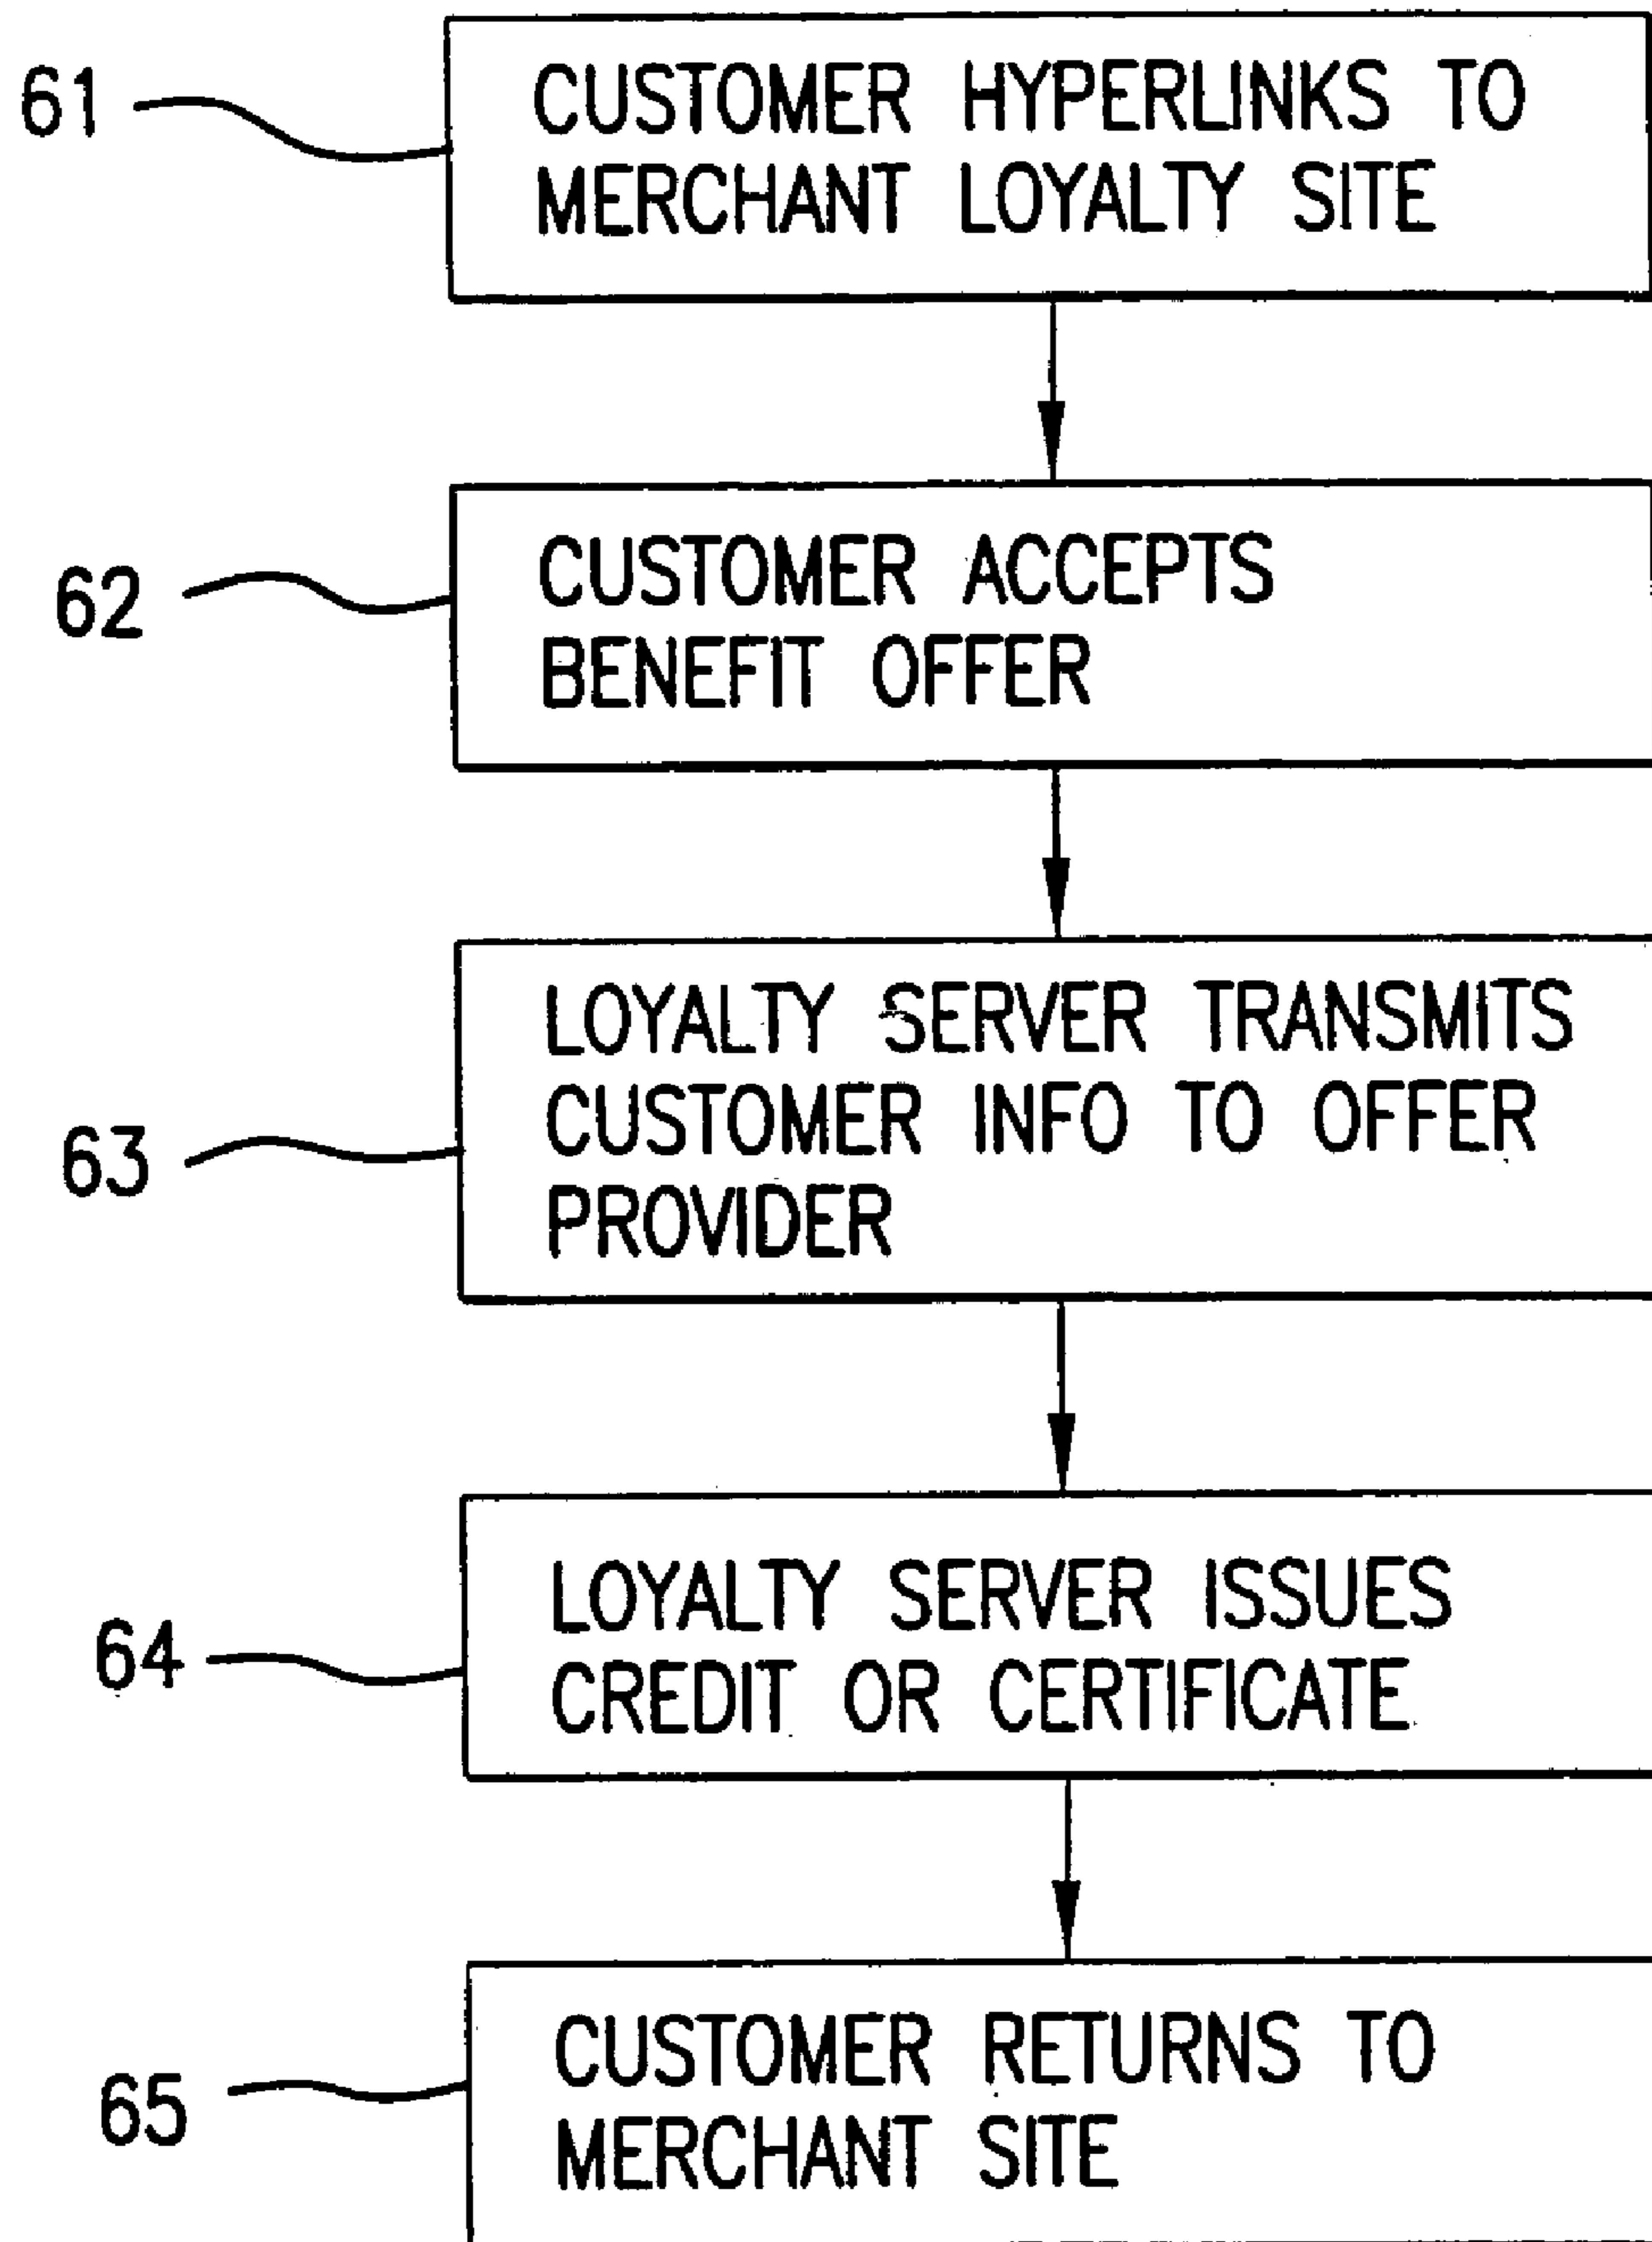 61
CUSTOMER HYPERLINKS TO
MERCHANT LOYALTY SITE
62
CUSTOMER ACCEPTS
BENEFIT OFFER
63
LOYALTY SERVER TRANSMITS
CUSTOMER INFO TO OFFER
PROVIDER
64
LOYALTY SERVER ISSUES
CREDIT OR CERTIFICATE
65
CUSTOMER RETURNS TO
MERCHANT SITE